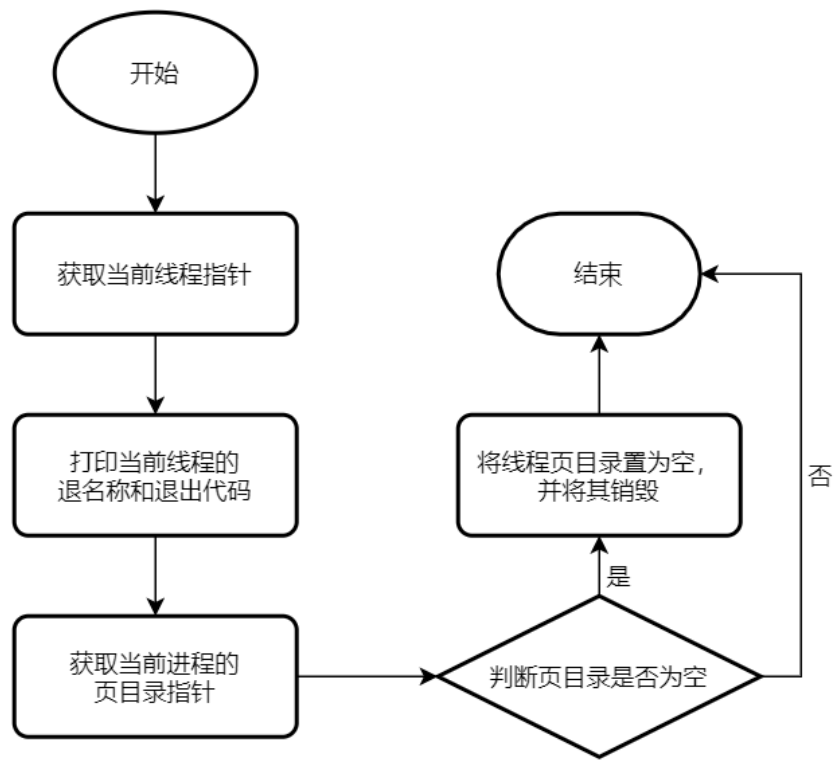 开始
获取当前线程指针
打印当前线程的
退名称和退出代码
获取当前进程的
页目录指针
判断页目录是否为空
是
否
将线程页目录置为空，
并将其销毁
结束